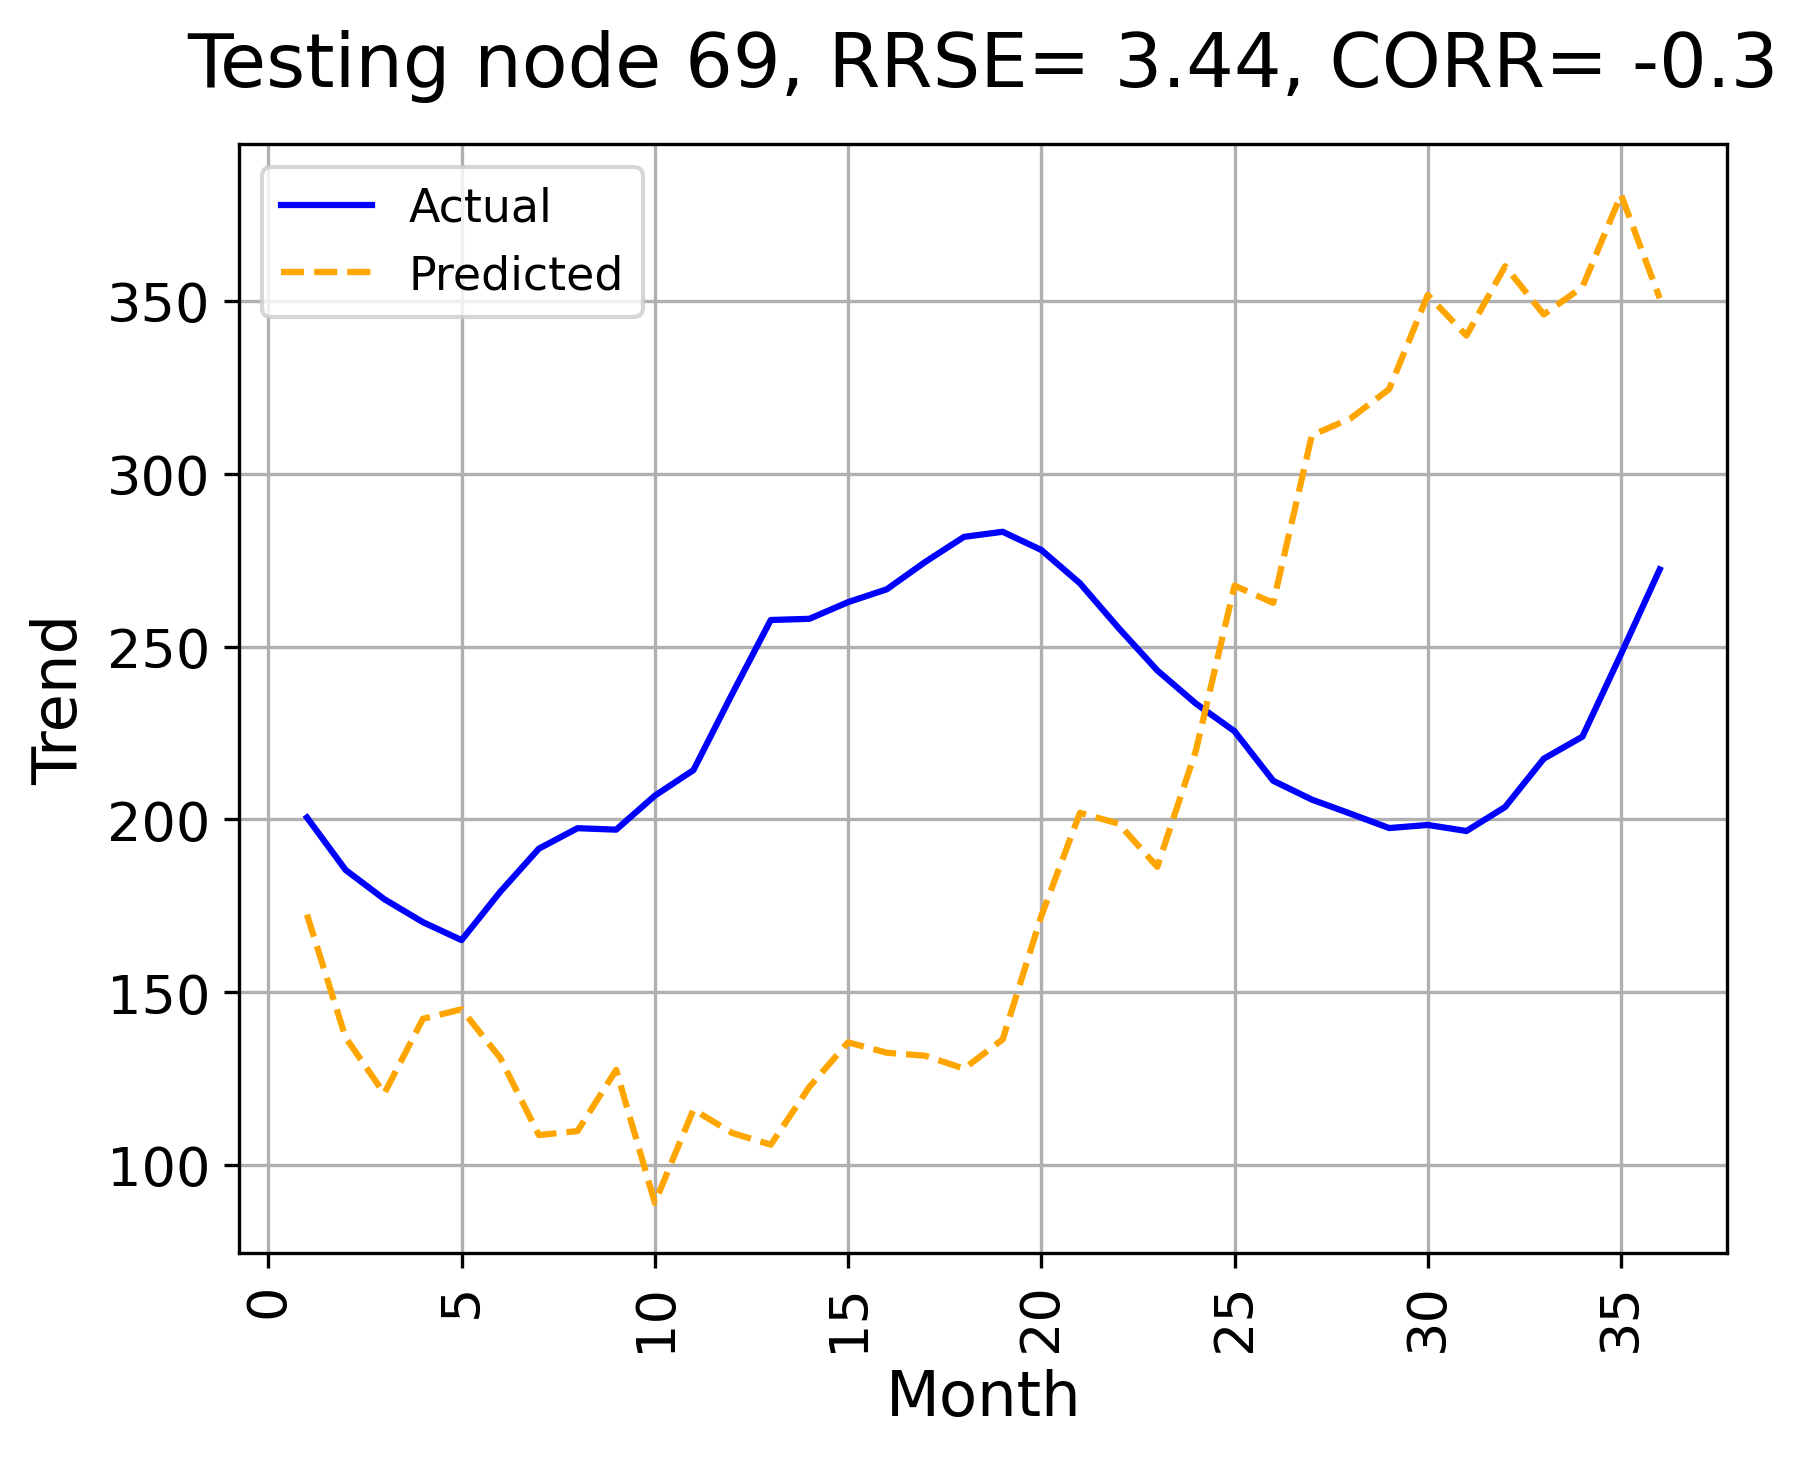 Testing node 69, RRSE= 3.44, CORR= -0.3
Actual
Predicted
350
300
250
200
150
100
Trend
0 5 10 15 20 25 30 35
Month